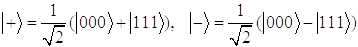 |+⟩ = 1/√2 (|000⟩ + |111⟩), |−⟩ = 1/√2 (|000⟩ − |111⟩)